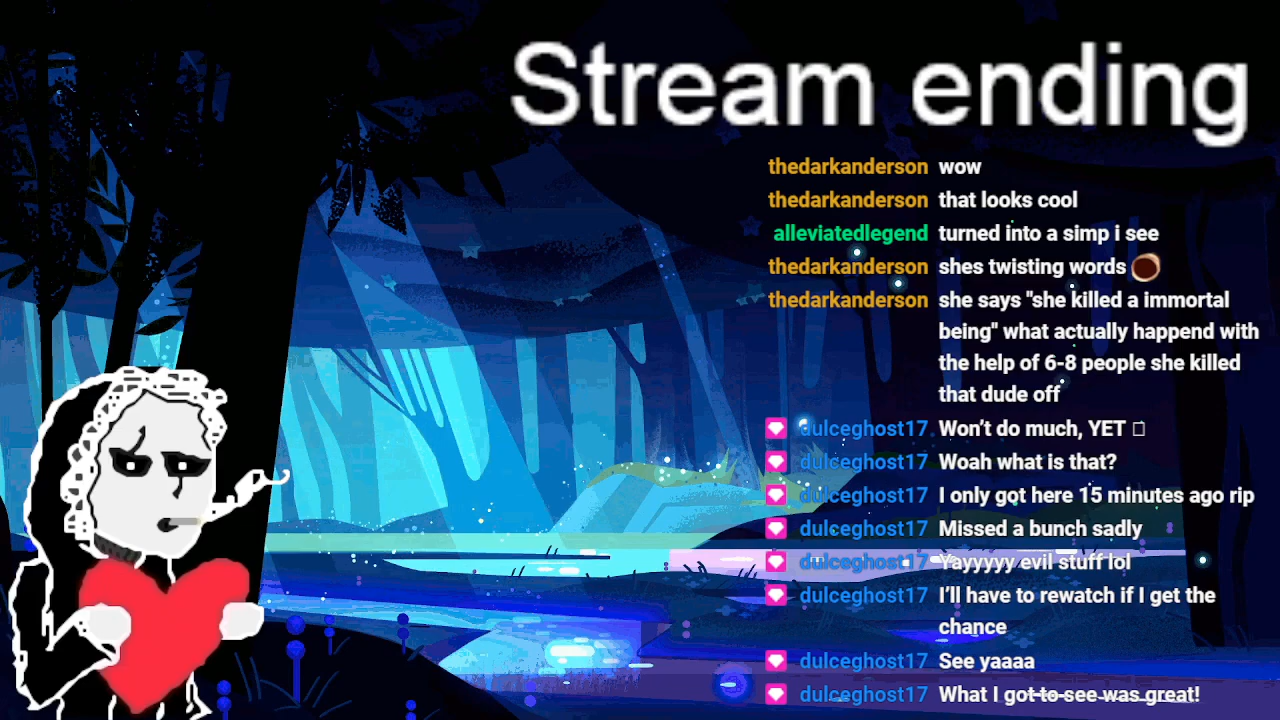 Stream ending
thedarkanderson wow
thedarkanderson that looks cool
alleviatedlegend turned into a simp i see
thedarkanderson shes twisting words
thedarkanderson she says "she killed a immortal
being" what actually happend with
the help of 6-8 people she killed
that dude off
dulceghost17 Won’t do much, YET
dulceghost17 Woah what is that?
dulceghost17 I only got here 15 minutes ago rip
dulceghost17 Missed a bunch sadly
dulceghost17 Yayyyyy evil stuff lol
dulceghost17 I’ll have to rewatch if I get the
chance
dulceghost17 See yaaaa
dulceghost17 What I got to see was great!